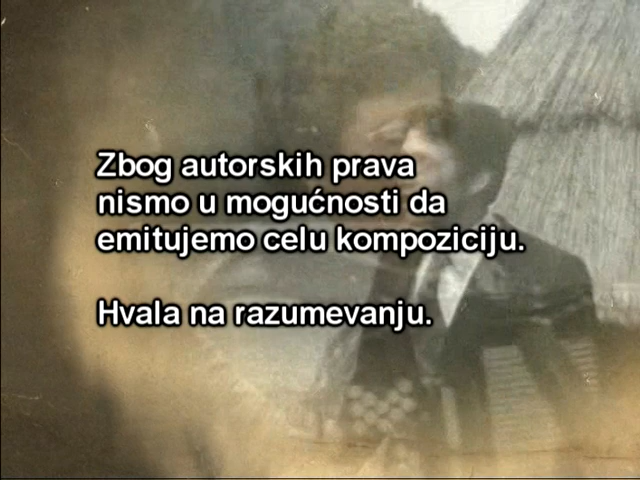 Zbog autorskih prava
nismo u mogućnosti da
emitujemo celu kompoziciju.
Hvala na razumevanju.